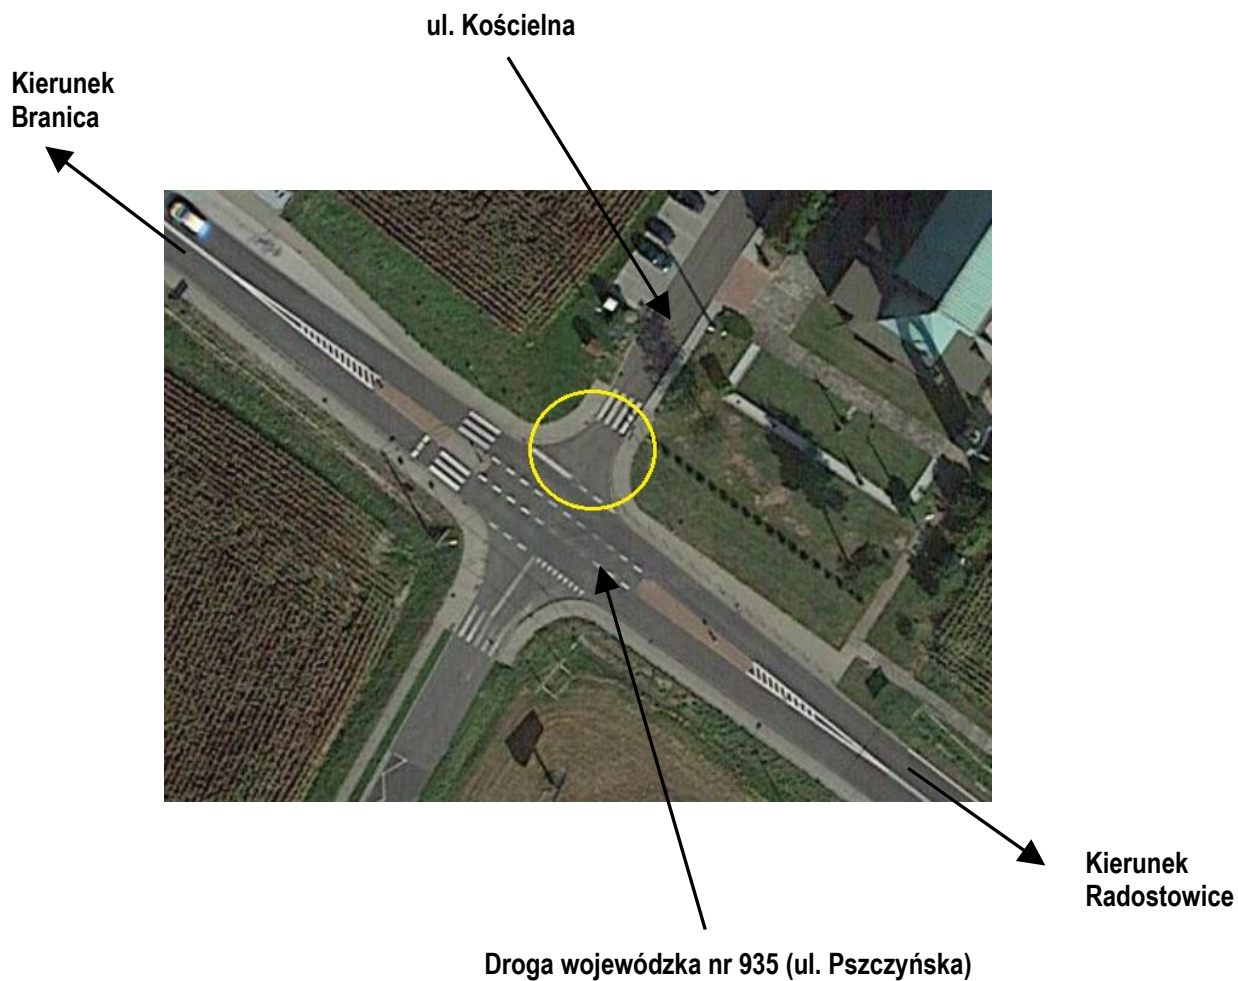 ul. Kościelna
Kierunek
Branica
Kierunek
Radostowice
Droga wojewódzka nr 935 (ul. Pszczyńska)